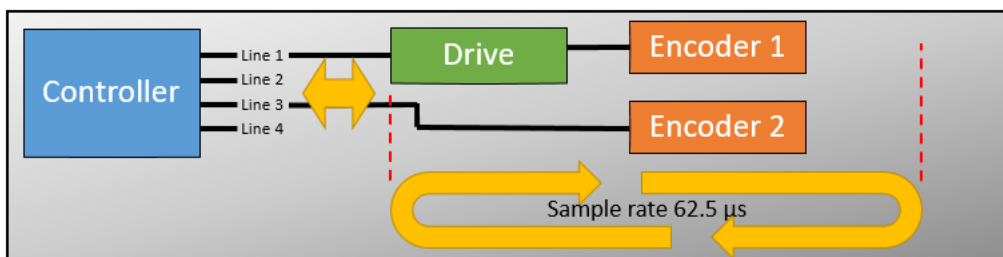 Controller
Line 1
Line 2
Line 3
Line 4
Drive
Encoder 1
Encoder 2
Sample rate 62.5 µs